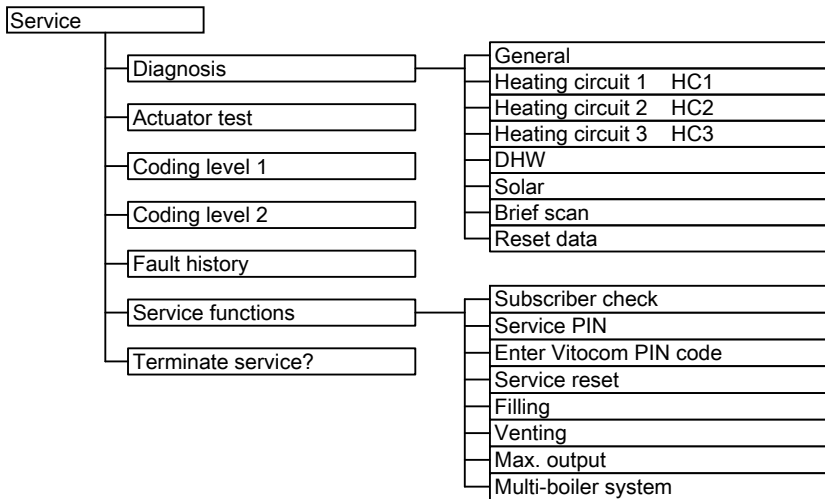 Service
Diagnosis
General
Heating circuit 1 HC1
Heating circuit 2 HC2
Heating circuit 3 HC3
DHW
Solar
Brief scan
Reset data
Actuator test
Coding level 1
Coding level 2
Fault history
Service functions
Subscriber check
Service PIN
Enter Vitocom PIN code
Service reset
Filling
Venting
Max. output
Multi-boiler system
Terminate service?